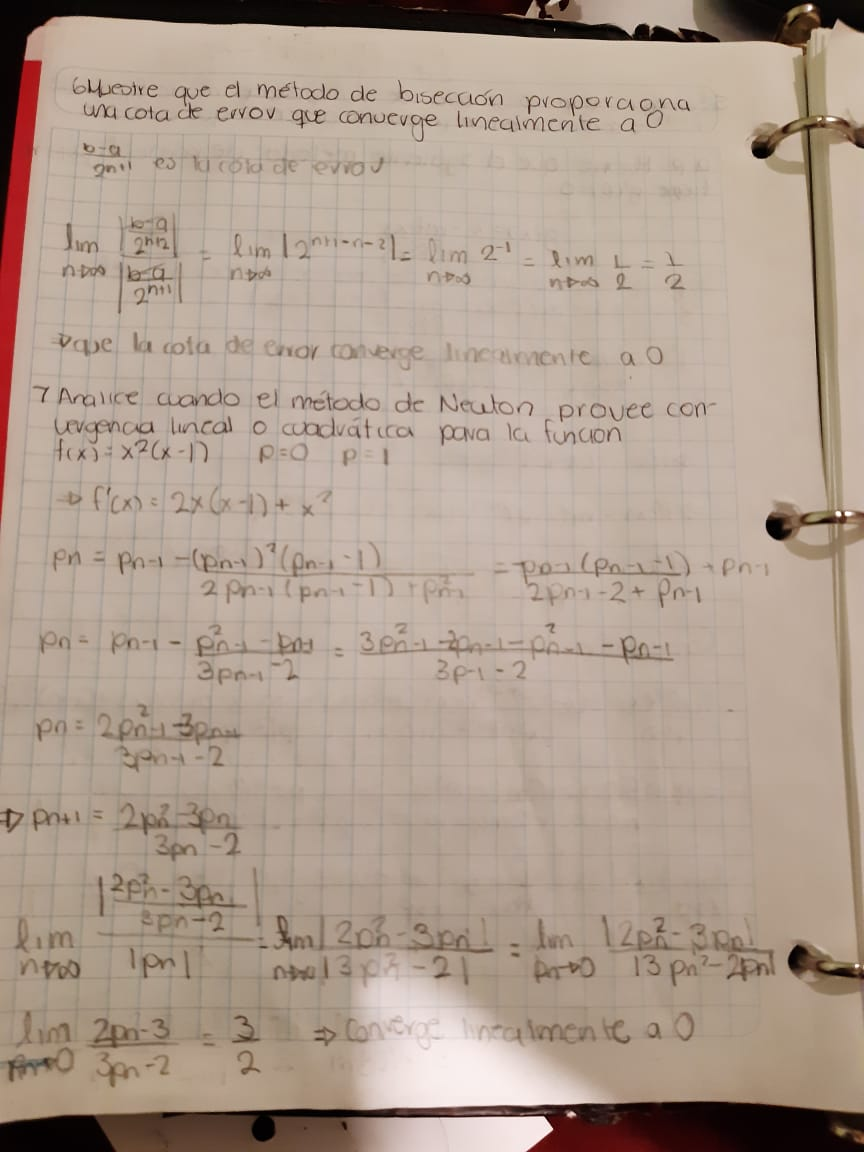 6Muestre que el método de bisección proporciona
una cota de error que converge linealmente a 0
b-a/2n+1 es la cota de error
lim n→∞ |b-a/2^n+2| / |b-a/2^n+1| = lim n→∞ |2^n+1-n-2| = lim n→∞ 2^-1 = lim n→∞ 1/2 = 1/2
→ que la cota de error converge linealmente a 0
7 Analice cuando el método de Newton provee con-
vergencia lineal o cuadrática para la función
f(x) = x²(x-1) p=0 p=1
→ f'(x) = 2x(x-1) + x²
pn = pn-1 - (pn-1)²(pn-1 - 1) / 2pn-1(pn-1 - 1) + p²n-1 = pn-1(pn-1 - 1) / 2pn-1 - 2 + pn-1 + pn-1
pn = pn-1 - p²n-1 - pn-1 / 3pn-1 - 2 = 3p²n-1 - 2pn-1 - p²n-1 - pn-1 / 3p-1 - 2
pn = 2p²n-1 - 3pn-1 / 3pn-1 - 2
⇒ pn+1 = 2p²n - 3pn / 3pn - 2
lim n→∞ |2p²n - 3pn / 3pn - 2| / |pn| = lim n→∞ |2p²n - 3pn| / |3p²n - 2| = lim pn→0 |2p²n - 3pn| / |3pn² - 2pn|
lim pn→0 2pn-3 / 3pn-2 = 3/2 ⇒ converge linealmente a 0